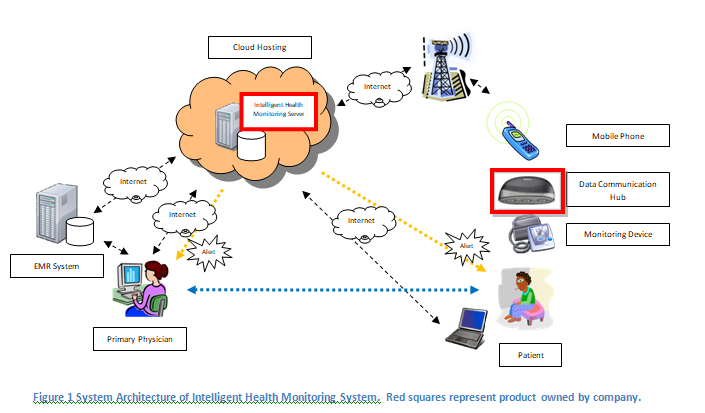 Cloud Hosting
Internet
Intelligent Health
Monitoring Server
Mobile Phone
Internet
Data Communication
Hub
Internet
Internet
Monitoring Device
Alert
Alert
EMR System
Primary Physician
Patient
Figure 1 System Architecture of Intelligent Health Monitoring System. Red squares represent product owned by company.